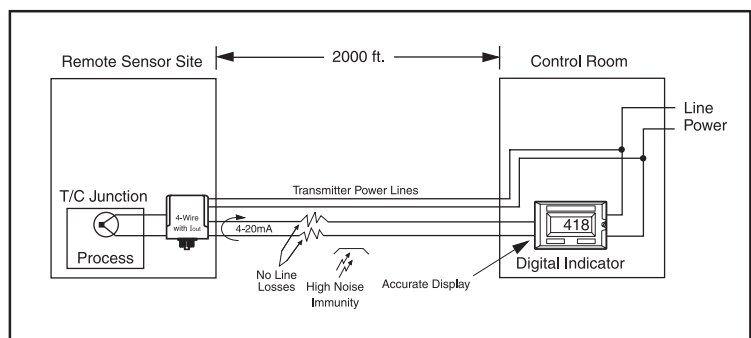 Remote Sensor Site
2000 ft.
Control Room
Line
Power
T/C Junction
Process
4-Wire
with Iout
Transmitter Power Lines
4-20mA
No Line
Losses
High Noise
Immunity
Accurate Display
418
Digital Indicator